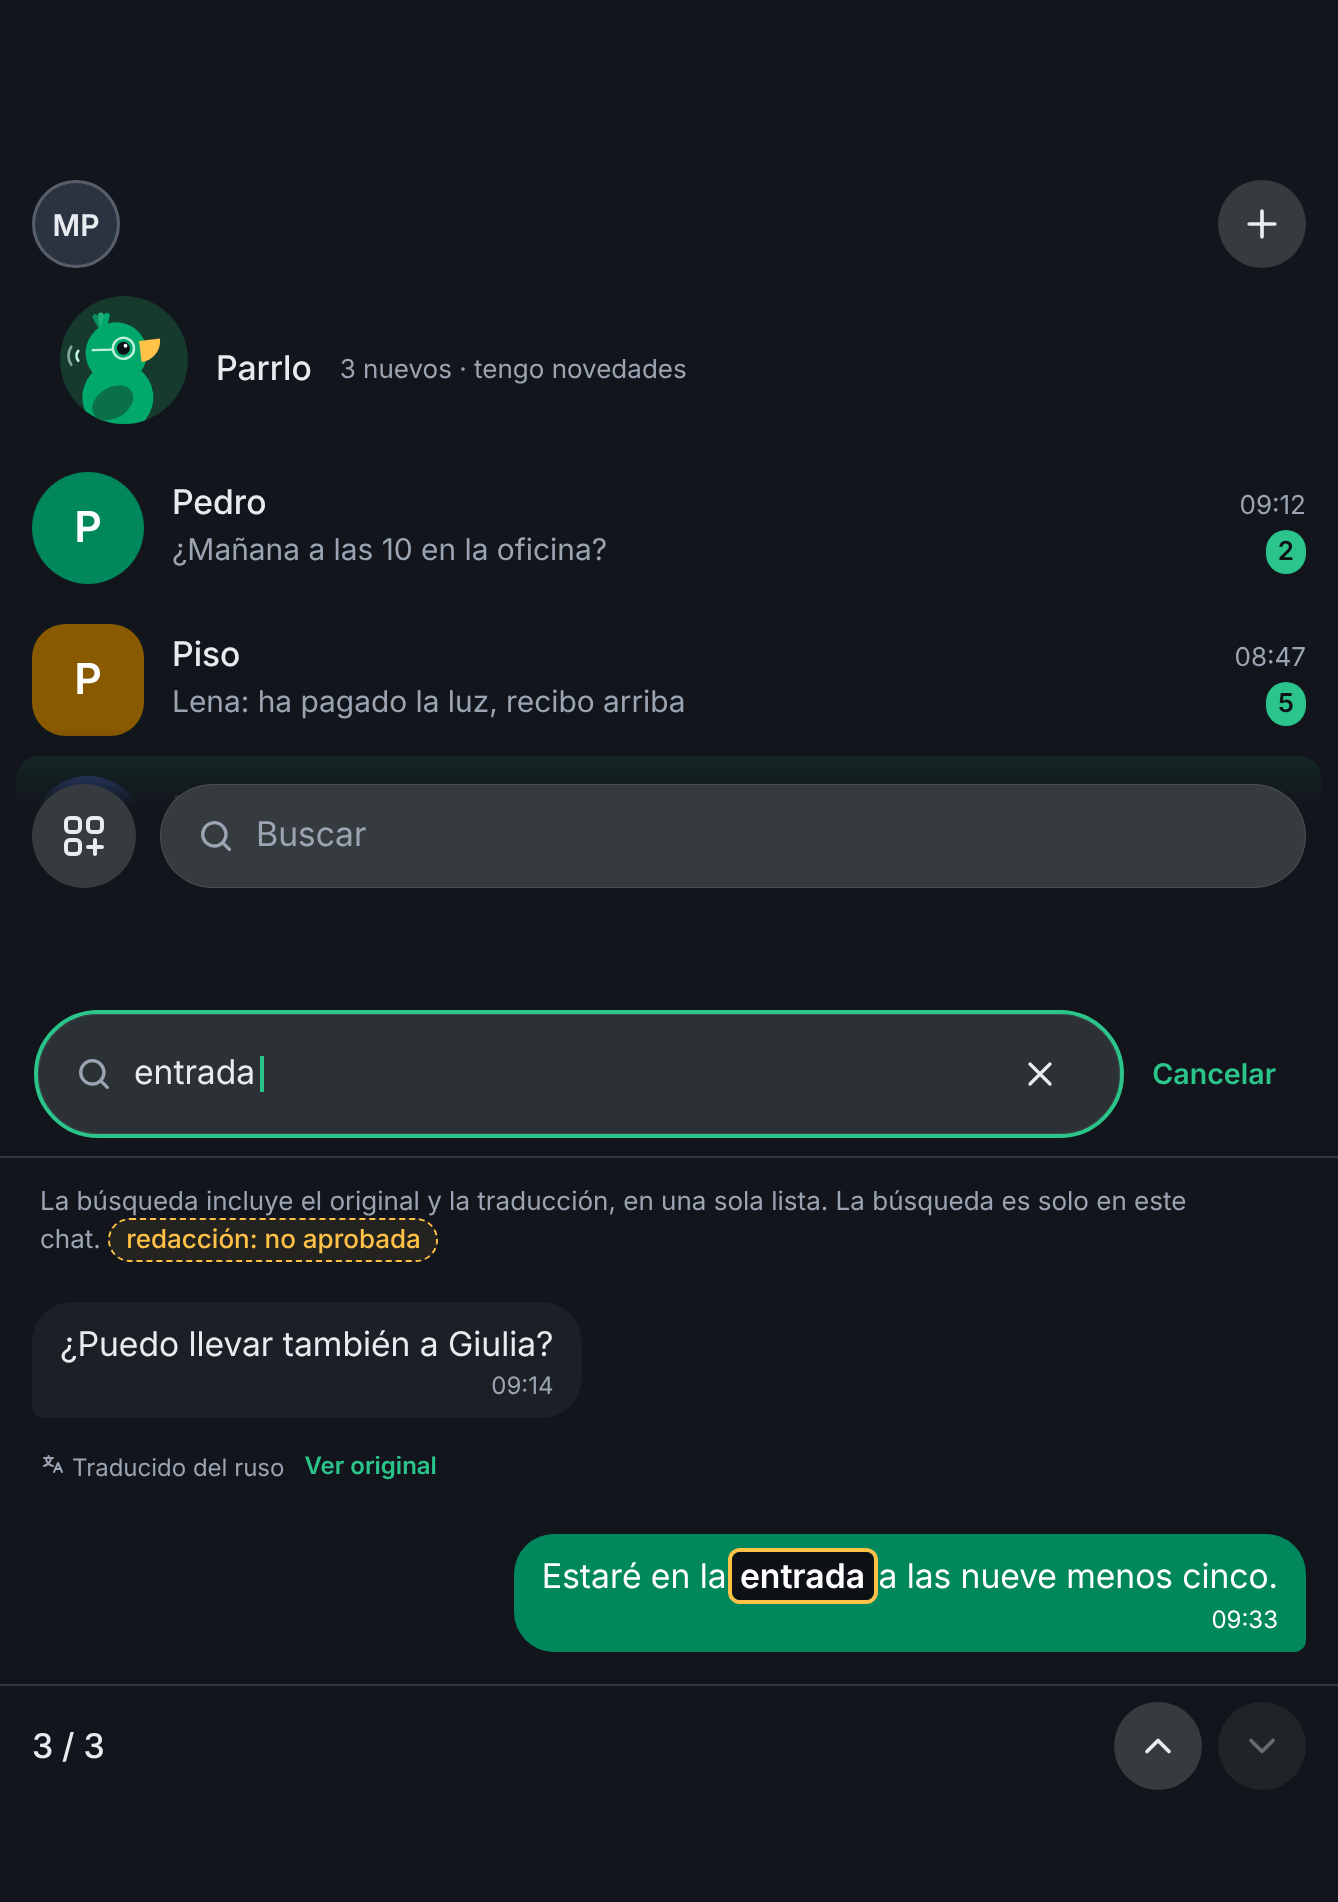 MP
Parrlo 3 nuevos · tengo novedades
P
Pedro
09:12
¿Mañana a las 10 en la oficina?
2
P
Piso
08:47
Lena: ha pagado la luz, recibo arriba
5
Buscar
entrada
Cancelar
La búsqueda incluye el original y la traducción, en una sola lista. La búsqueda es solo en este
chat. redacción: no aprobada
¿Puedo llevar también a Giulia?
09:14
Traducido del ruso Ver original
Estaré en la entrada a las nueve menos cinco.
09:33
3 / 3